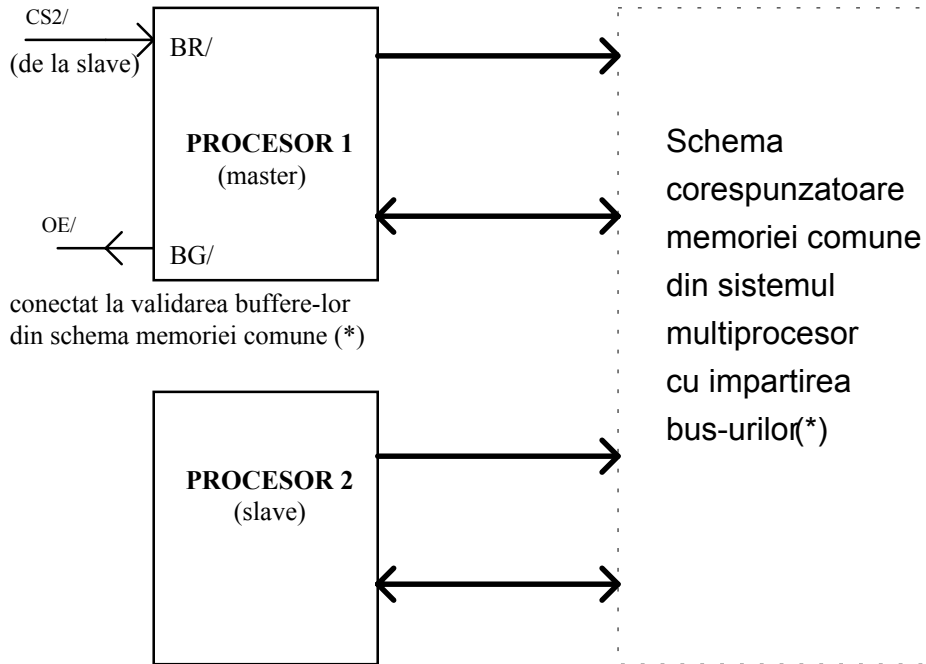 CS2/
(de la slave)
BR/
PROCESOR 1
(master)
OE/
BG/
conectat la validarea buffere-lor
din schema memoriei comune (*)
PROCESOR 2
(slave)
Schema
corespunzatoare
memoriei comune
din sistemul
multiprocesor
cu impartirea
bus-urilor(*)